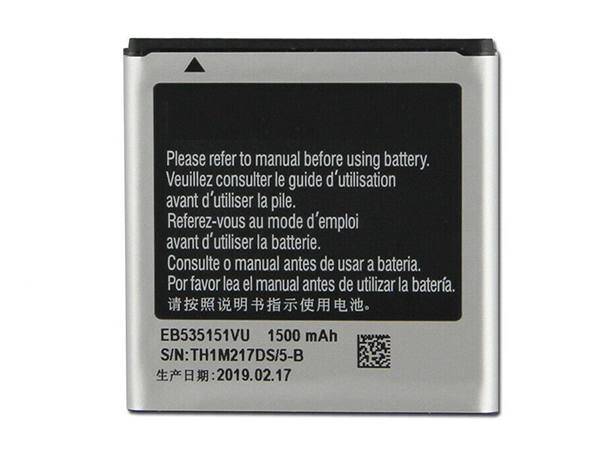 Please refer to manual before using battery.
Veuillez consulter le guide d'utilisation
avant d'utiliser la pile.
Referez-vous au mode d'emploi
avant d'utiliser la batterie.
Consulte o manual antes de usar a bateria.
Por favor lea el manual antes de utilizar la batería.
请按照说明书指示使用电池。
EB535151VU 1500 mAh
S/N:TH1M217DS/5-B
生产日期:2019.02.17